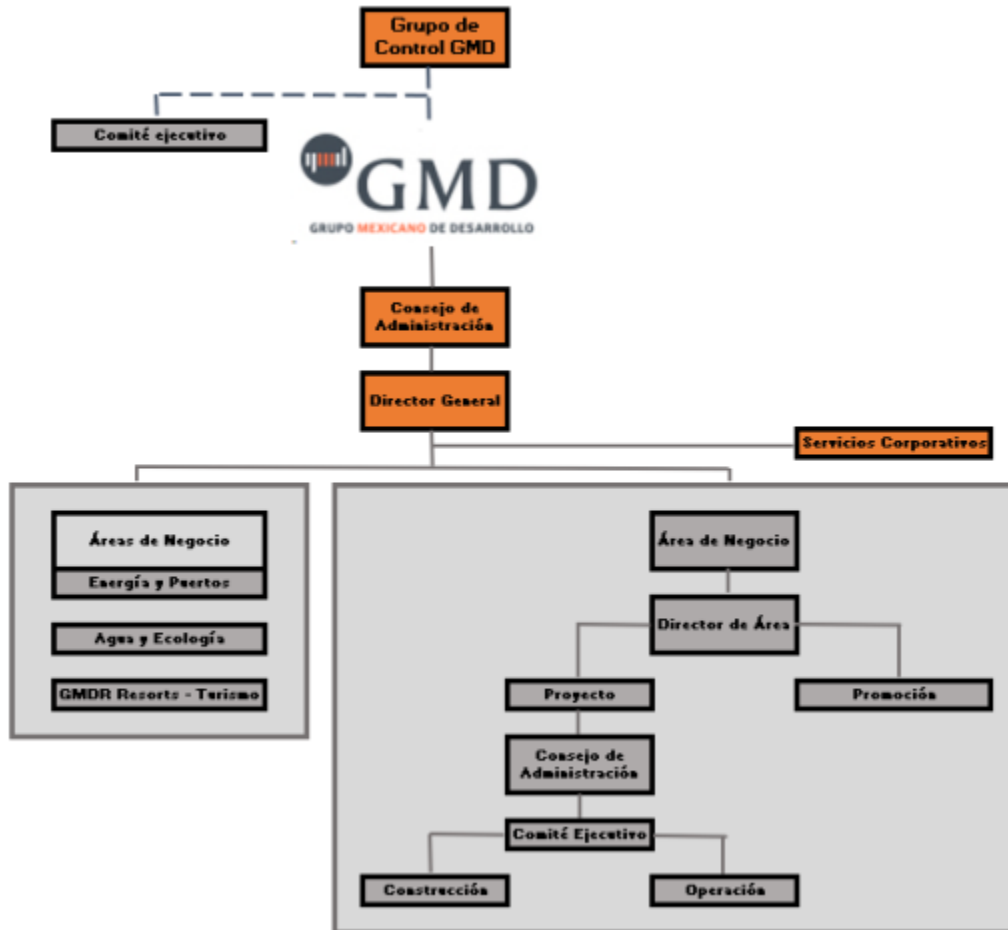 Grupo de
Control GMD
Comité ejecutivo
gmd
GMD
GRUPO MEXICANO DE DESARROLLO
Consejo de
Administración
Director General
Servicios Corporativos
Áreas de Negocio
Energía y Puertos
Agua y Ecología
GMDR Resorts - Turismo
Área de Negocio
Director de Área
Proyecto
Promoción
Consejo de
Administración
Comité Ejecutivo
Construcción
Operación